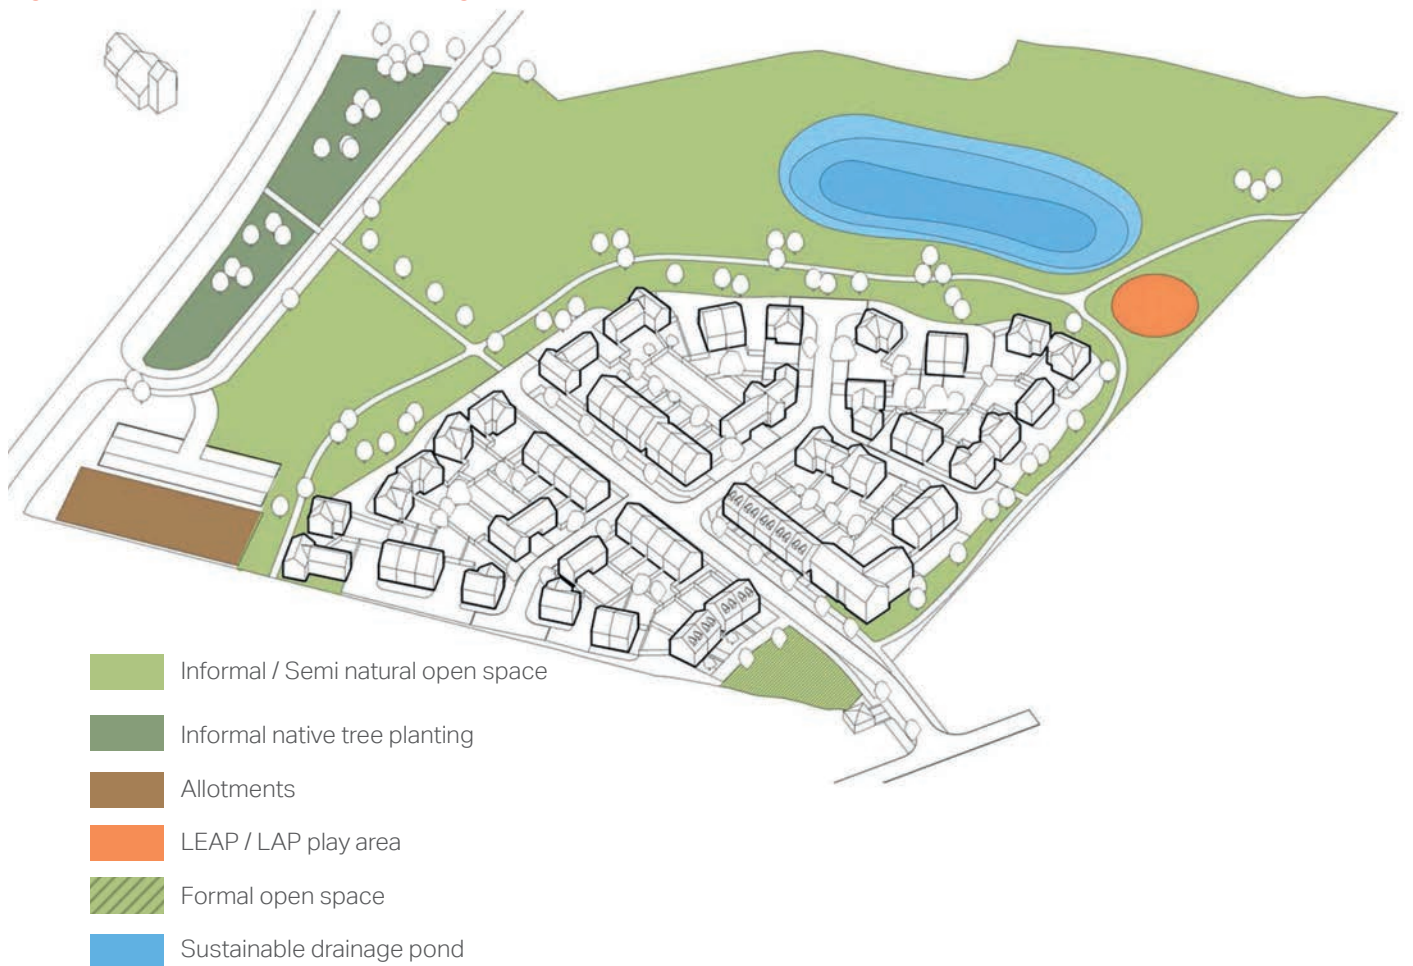 Informal / Semi natural open space
Informal native tree planting
Allotments
LEAP / LAP play area
Formal open space
Sustainable drainage pond